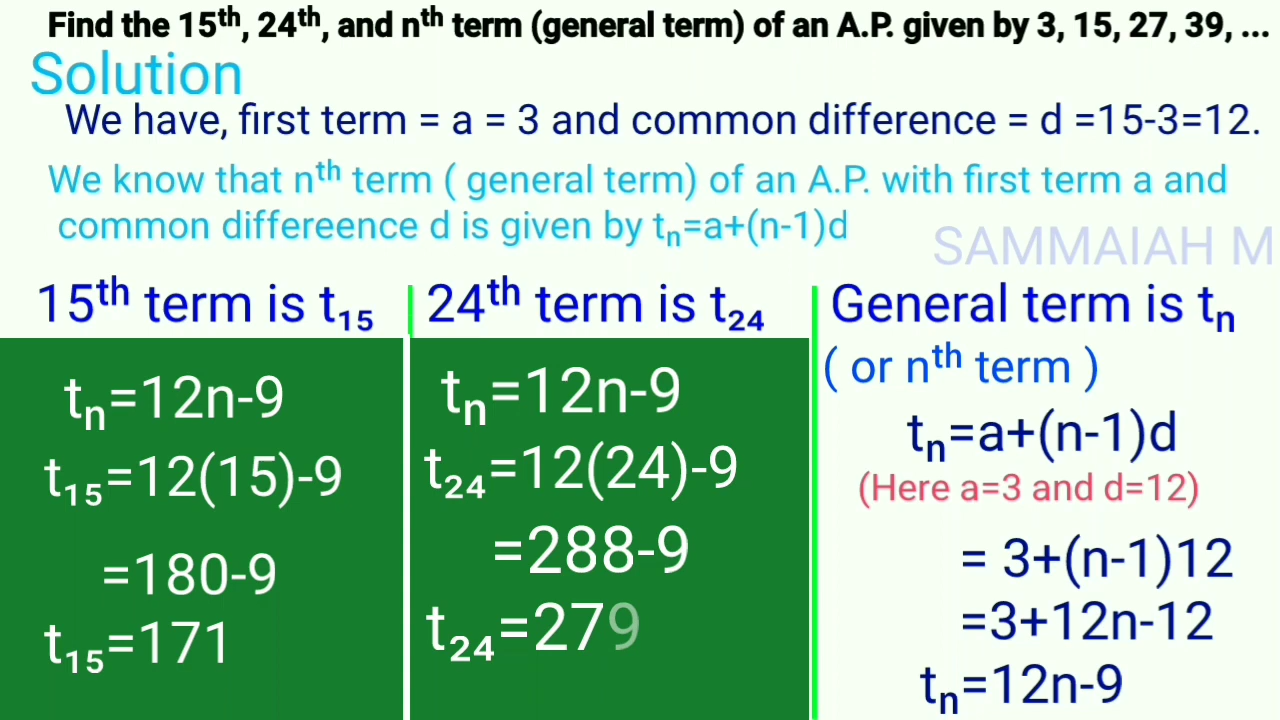 Find the 15th, 24th, and nth term (general term) of an A.P. given by 3, 15, 27, 39, ...
Solution
We have, first term = a = 3 and common difference = d =15-3=12.
We know that nth term ( general term) of an A.P. with first term a and
common differeence d is given by tn=a+(n-1)d
SAMMAIAH M
15th term is t15
tn=12n-9
t15=12(15)-9
=180-9
t15=171
24th term is t24
tn=12n-9
t24=12(24)-9
=288-9
t24=279
General term is tn
( or nth term )
tn=a+(n-1)d
(Here a=3 and d=12)
= 3+(n-1)12
=3+12n-12
tn=12n-9